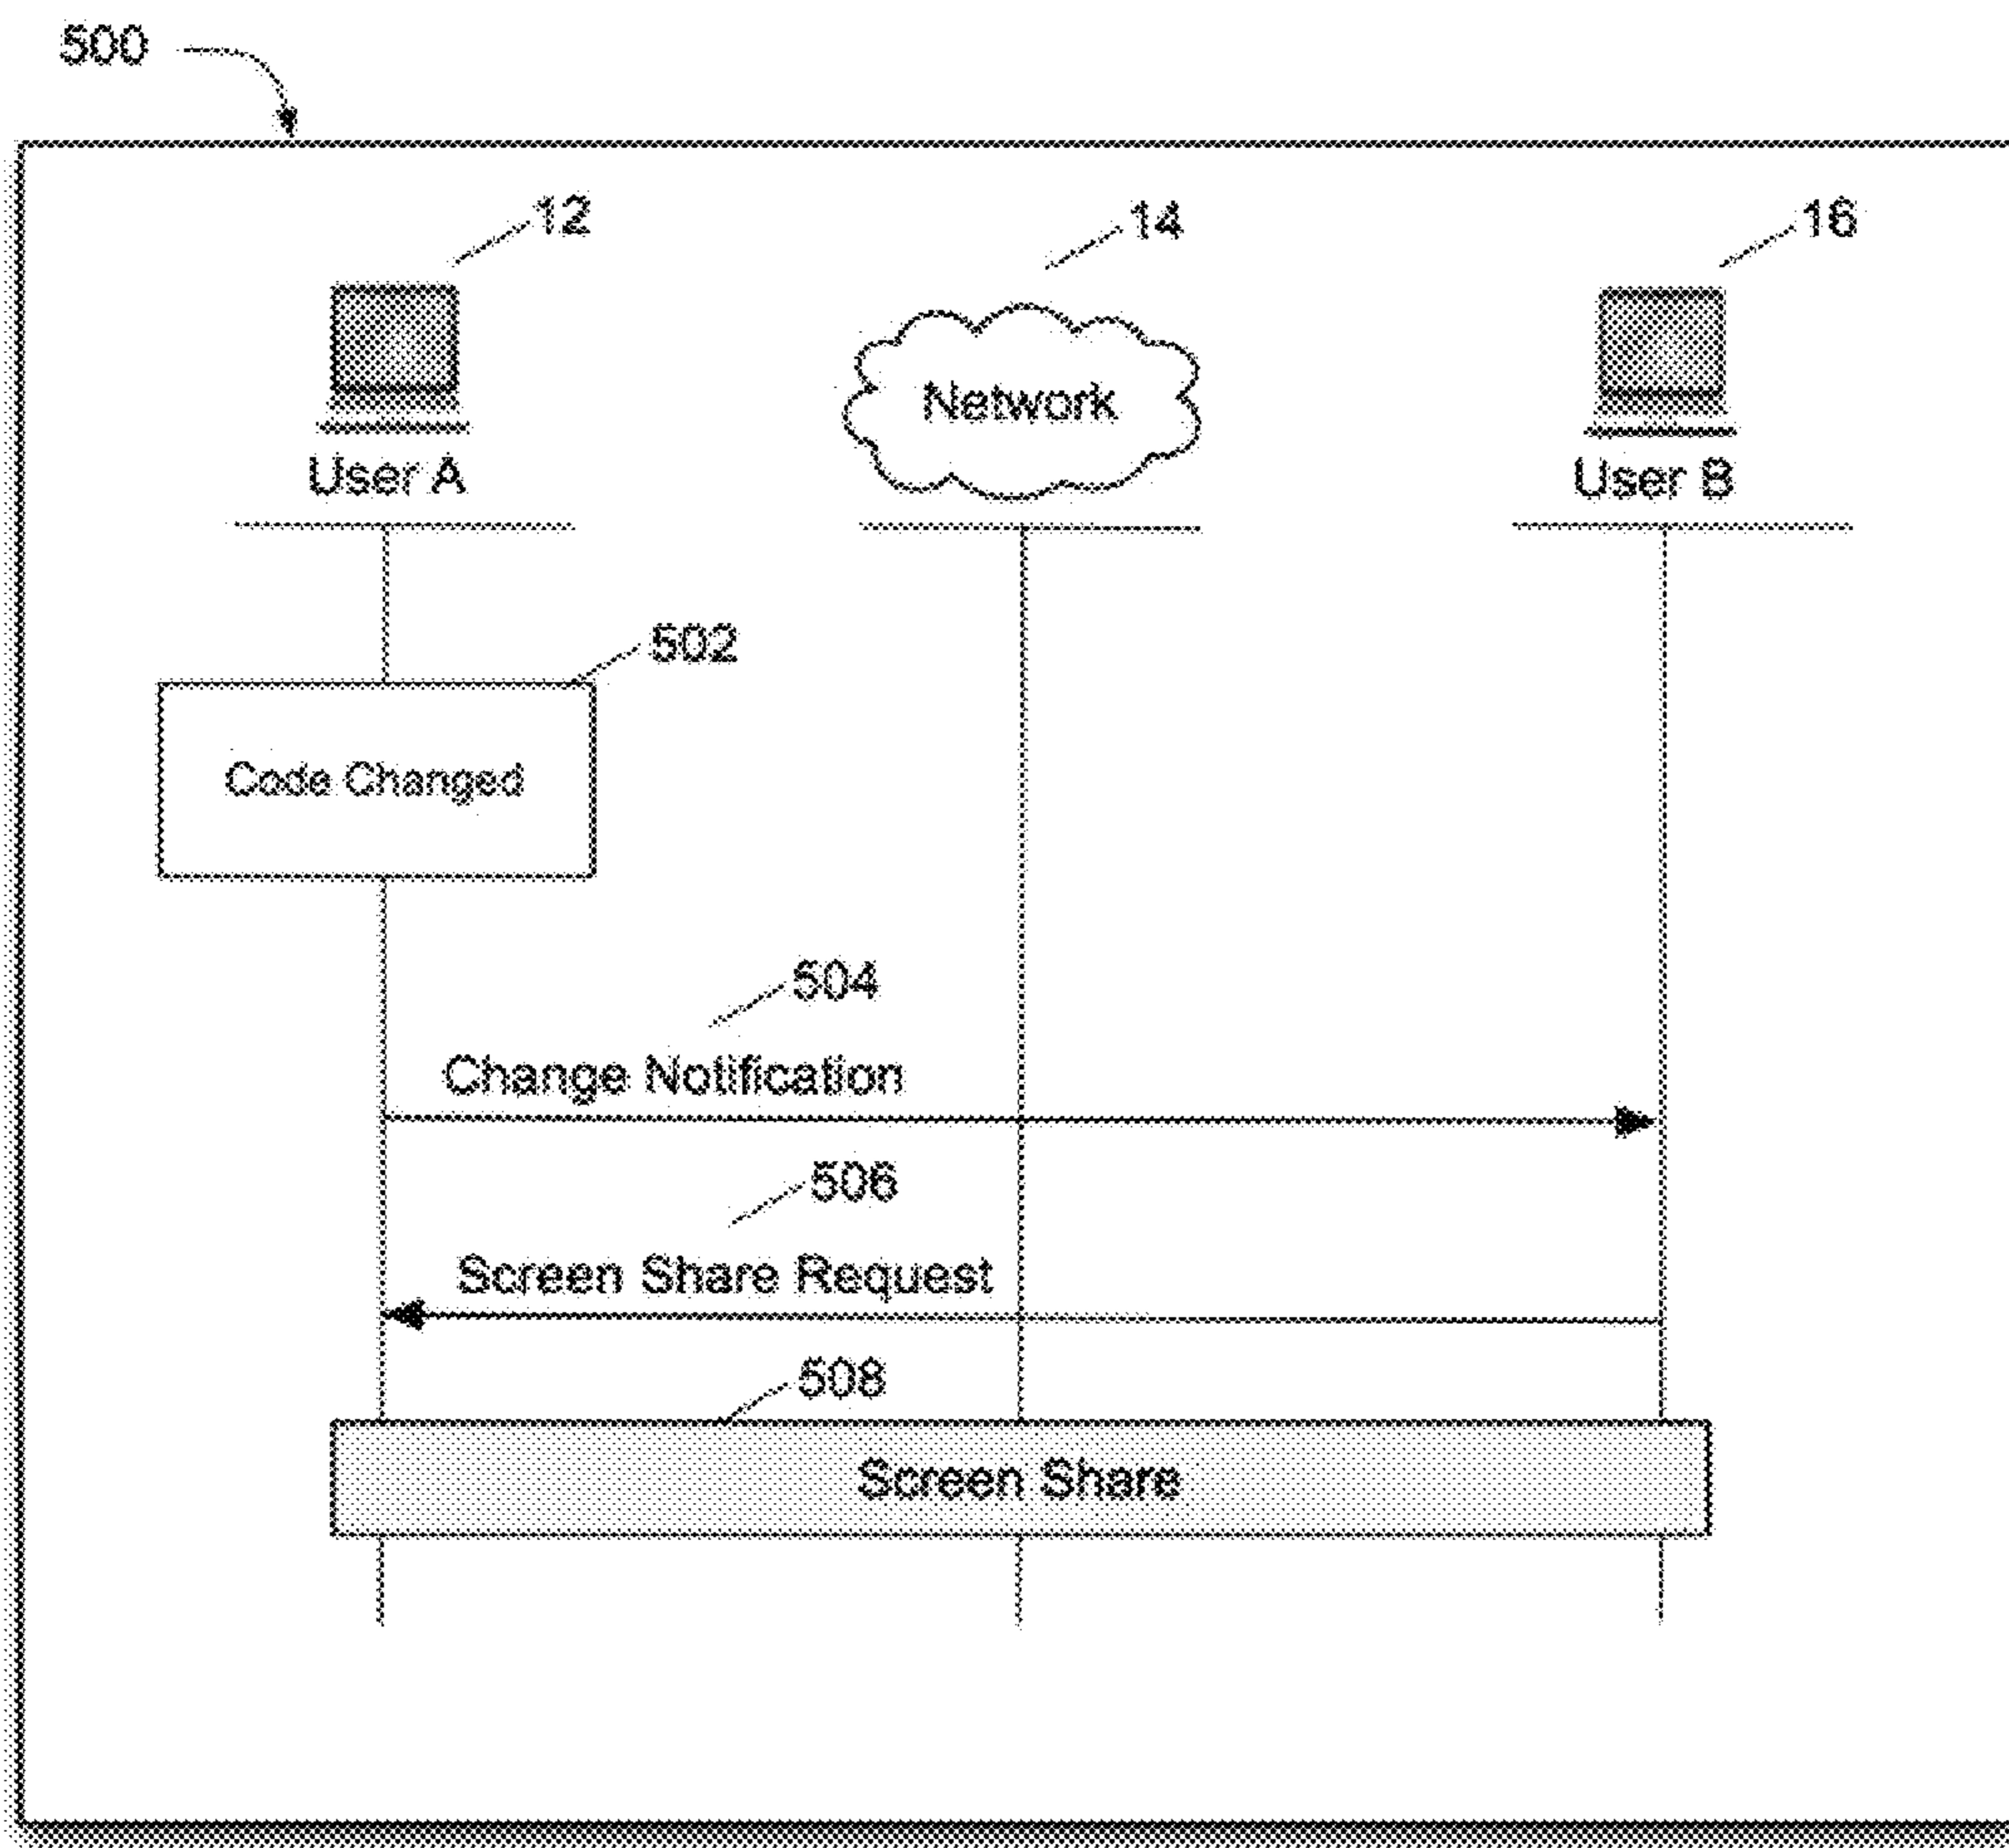 500
12
14
16
Network
User A
User B
502
Code Changed
504
Change Notification
506
Screen Share Request
508
Screen Share